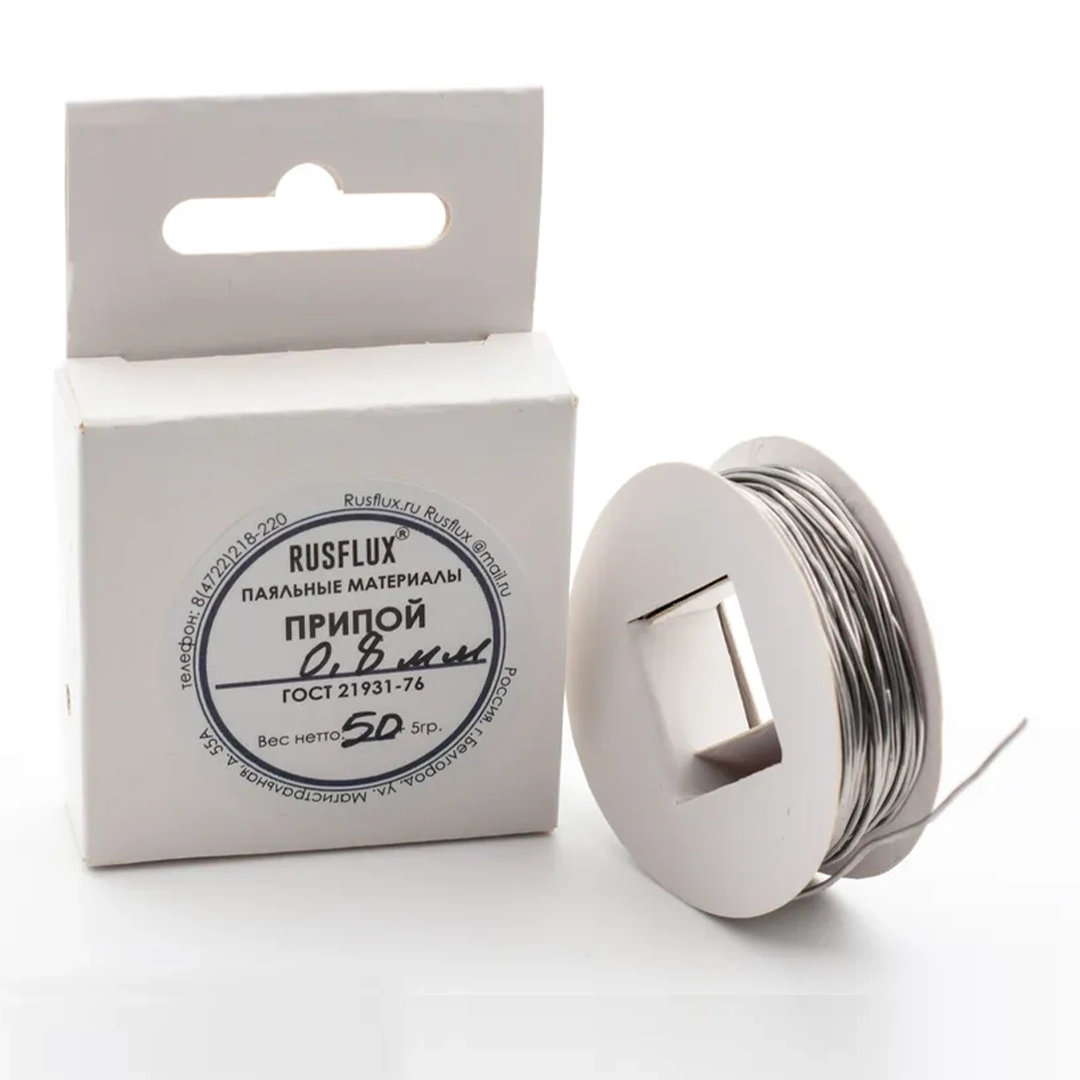 Rusflux.ru Rusflux @mail.ru
телефон: 8(4722)218-220
RUSFLUX®
ПАЯЛЬНЫЕ МАТЕРИАЛЫ
ПРИПОЙ
0,8 мм
ГОСТ 21931-76
Вес нетто: 50 5гр.
Россия, г.Белгород, ул. Магистральная, д. 55А